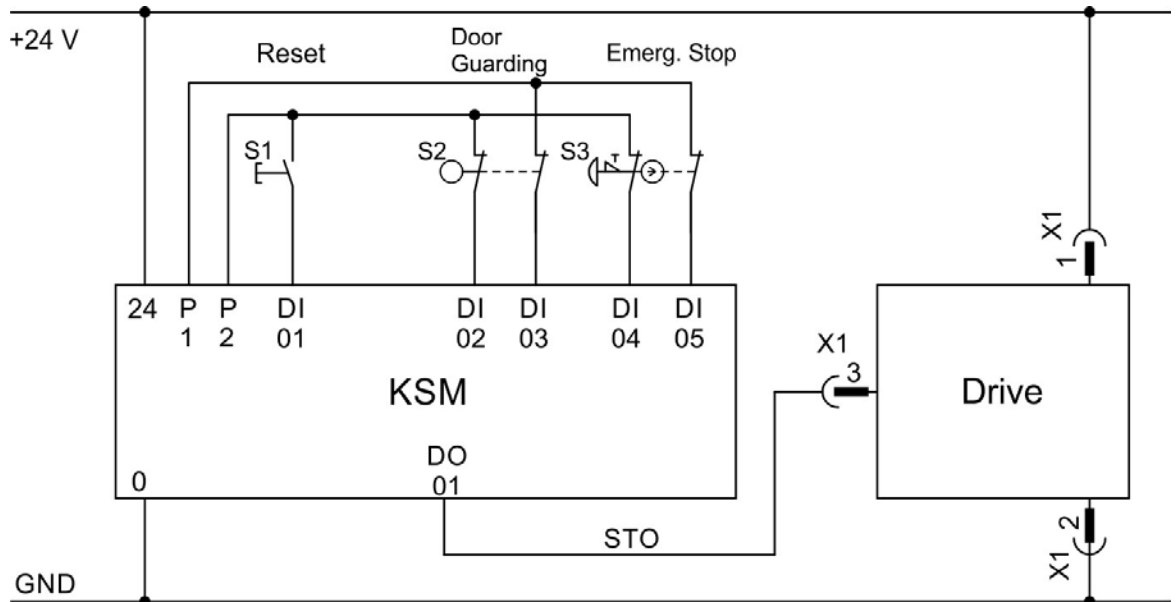 +24 V
Reset
Door
Guarding
Emerg. Stop
S1
S2
S3
X1
1
24 P P DI DI DI DI DI
1 2 01 02 03 04 05
X1
3
KSM
Drive
DO
0
01
2
X1
STO
GND